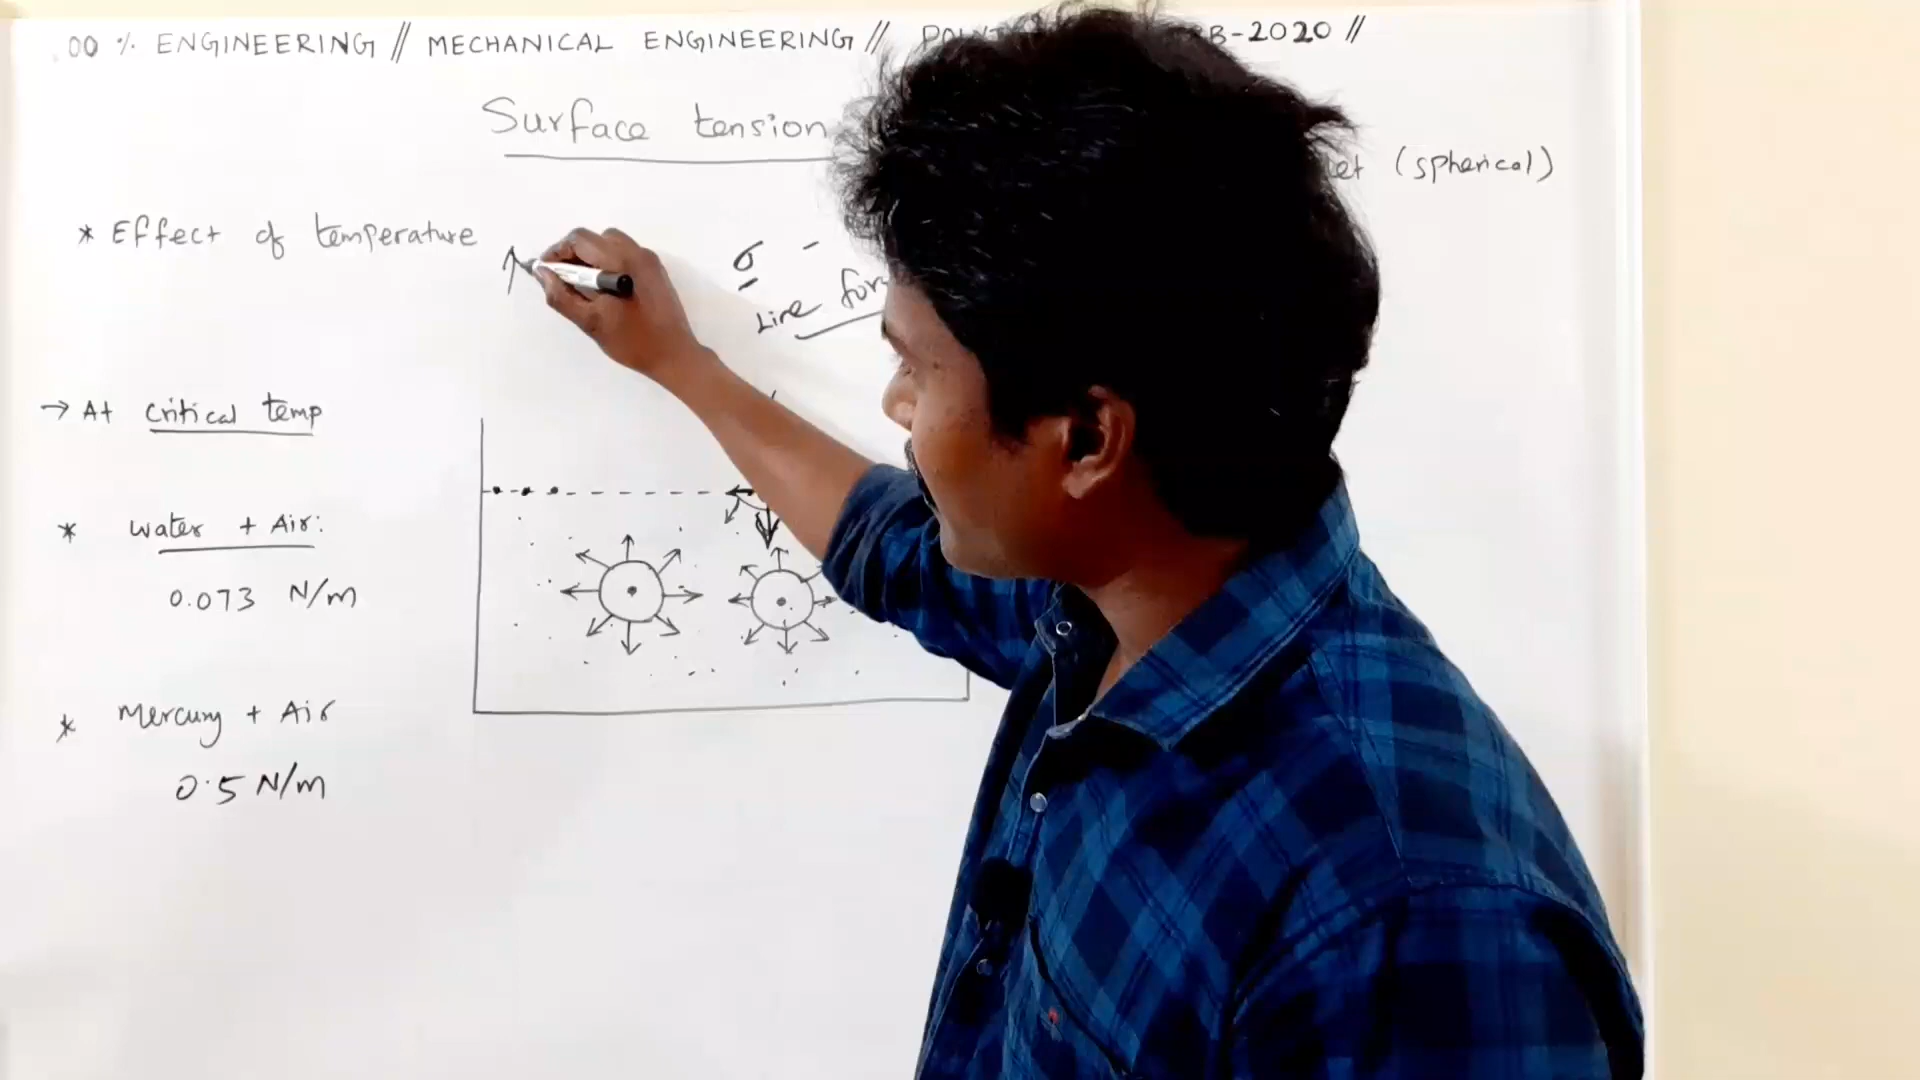 00 % ENGINEERING // MECHANICAL ENGINEERING // B-2020 //
Surface tension
(spherical)
* Effect of temperature ↑
σ -
Line
→ At critical temp
* water + Air:
0.073 N/m
* Mercury + Air
0.5 N/m